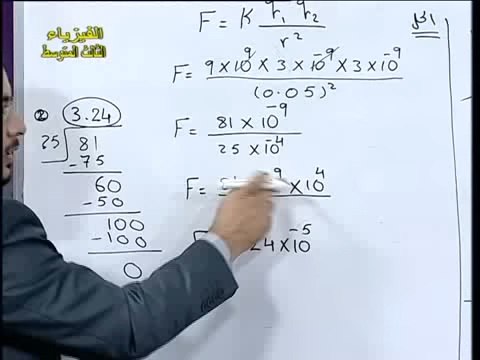 الفيزياء
الثالث المتوسط
الحل
F = K q₁ q₂ / r²
F = 9 × 10⁹ × 3 × 10⁻⁹ × 3 × 10⁻⁹ / (0.05)²
F = 81 × 10⁻⁹ / 25 × 10⁻⁴
× 10⁴
24 × 10⁻⁵
② 3.24
25 81
-75
60
-50
100
-100
0